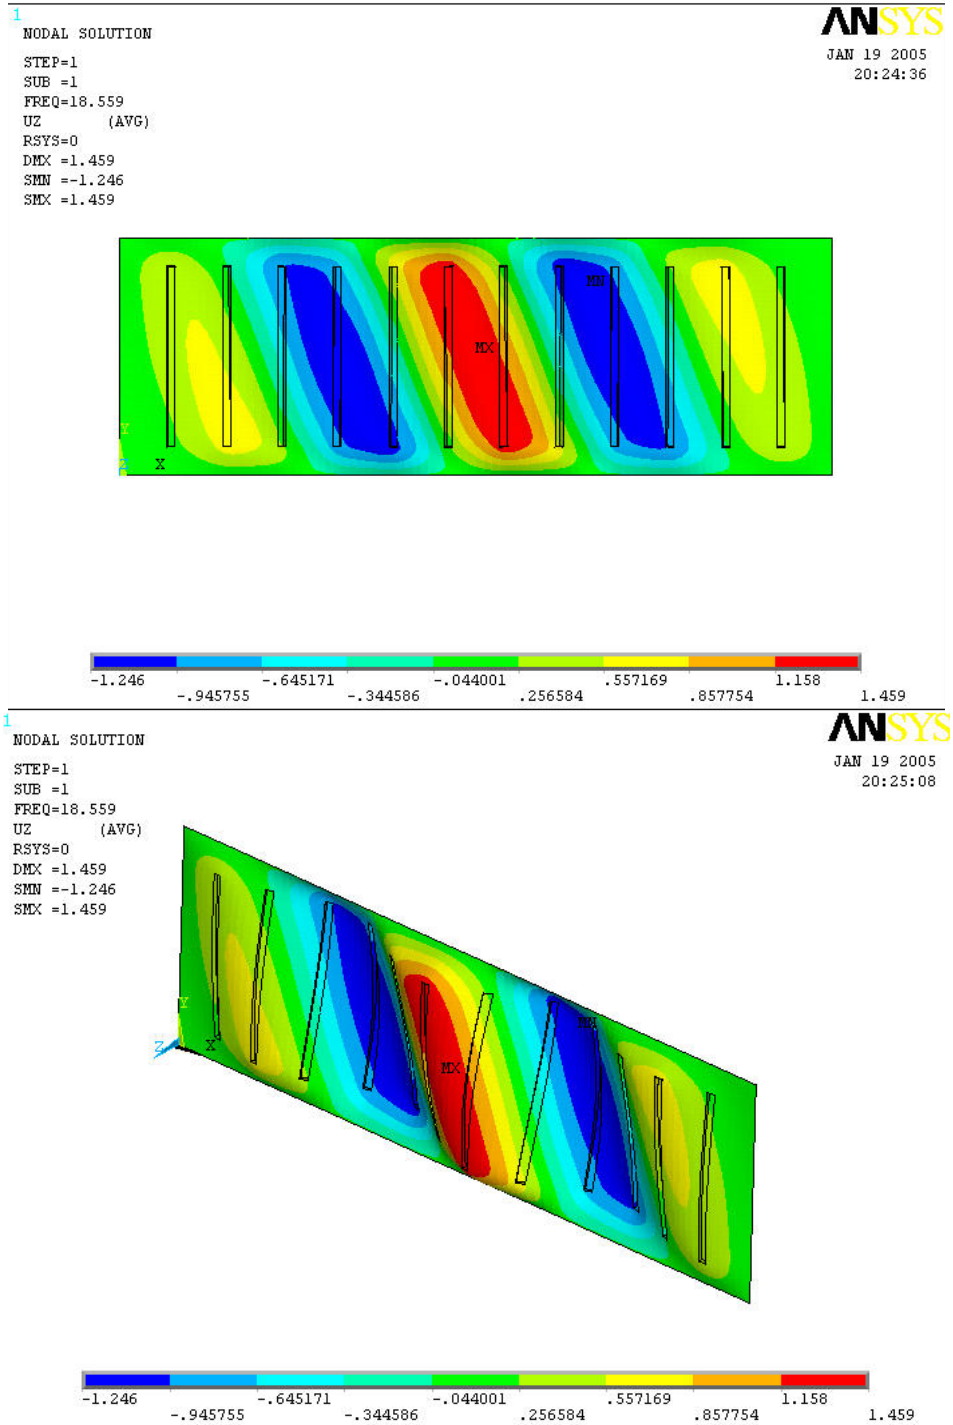 1
ANSYS
NODAL SOLUTION
JAN 19 2005
20:24:36
STEP=1
SUB =1
FREQ=18.559
UZ (AVG)
RSYS=0
DMX =1.459
SMN =-1.246
SMX =1.459
MN
MX
Y
Z X
-1.246 -.645171 -.044001 .557169 1.158
-.945755 -.344586 .256584 .857754 1.459
1
ANSYS
NODAL SOLUTION
JAN 19 2005
20:25:08
STEP=1
SUB =1
FREQ=18.559
UZ (AVG)
RSYS=0
DMX =1.459
SMN =-1.246
SMX =1.459
Y
MN
Z X
MX
-1.246 -.645171 -.044001 .557169 1.158
-.945755 -.344586 .256584 .857754 1.459